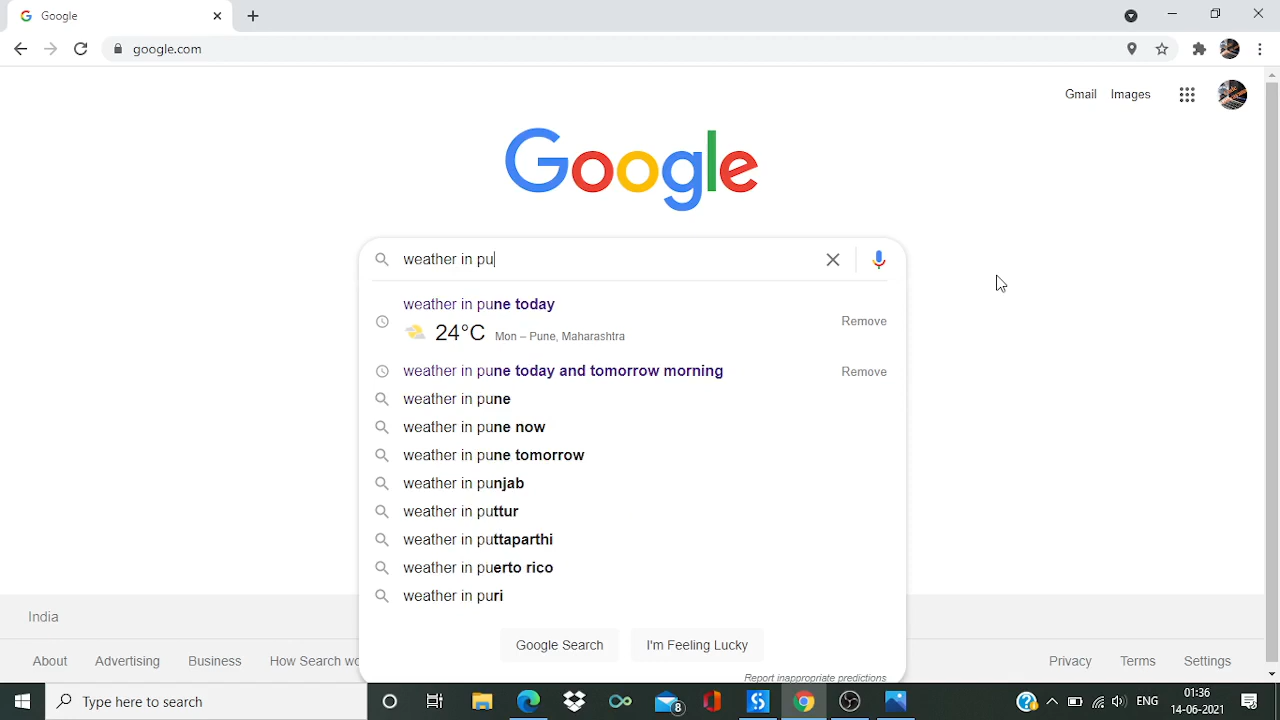 Google
google.com
Gmail Images
Google
weather in pu
weather in pune today
24°C Mon – Pune, Maharashtra
Remove
weather in pune today and tomorrow morning
Remove
weather in pune
weather in pune now
weather in pune tomorrow
weather in punjab
weather in puttur
weather in puttaparthi
weather in puerto rico
weather in puri
Google Search I'm Feeling Lucky
Report inappropriate predictions
India
About Advertising Business How Search wo
Privacy Terms Settings
Type here to search
8
ENG
01:36
14-06-2021